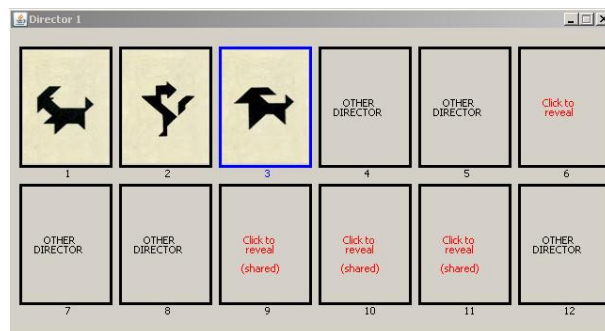 Director 1
OTHER
DIRECTOR
OTHER
DIRECTOR
Click to
reveal
1
2
3
4
5
6
OTHER
DIRECTOR
OTHER
DIRECTOR
Click to
reveal
(shared)
Click to
reveal
(shared)
Click to
reveal
(shared)
OTHER
DIRECTOR
7
8
9
10
11
12